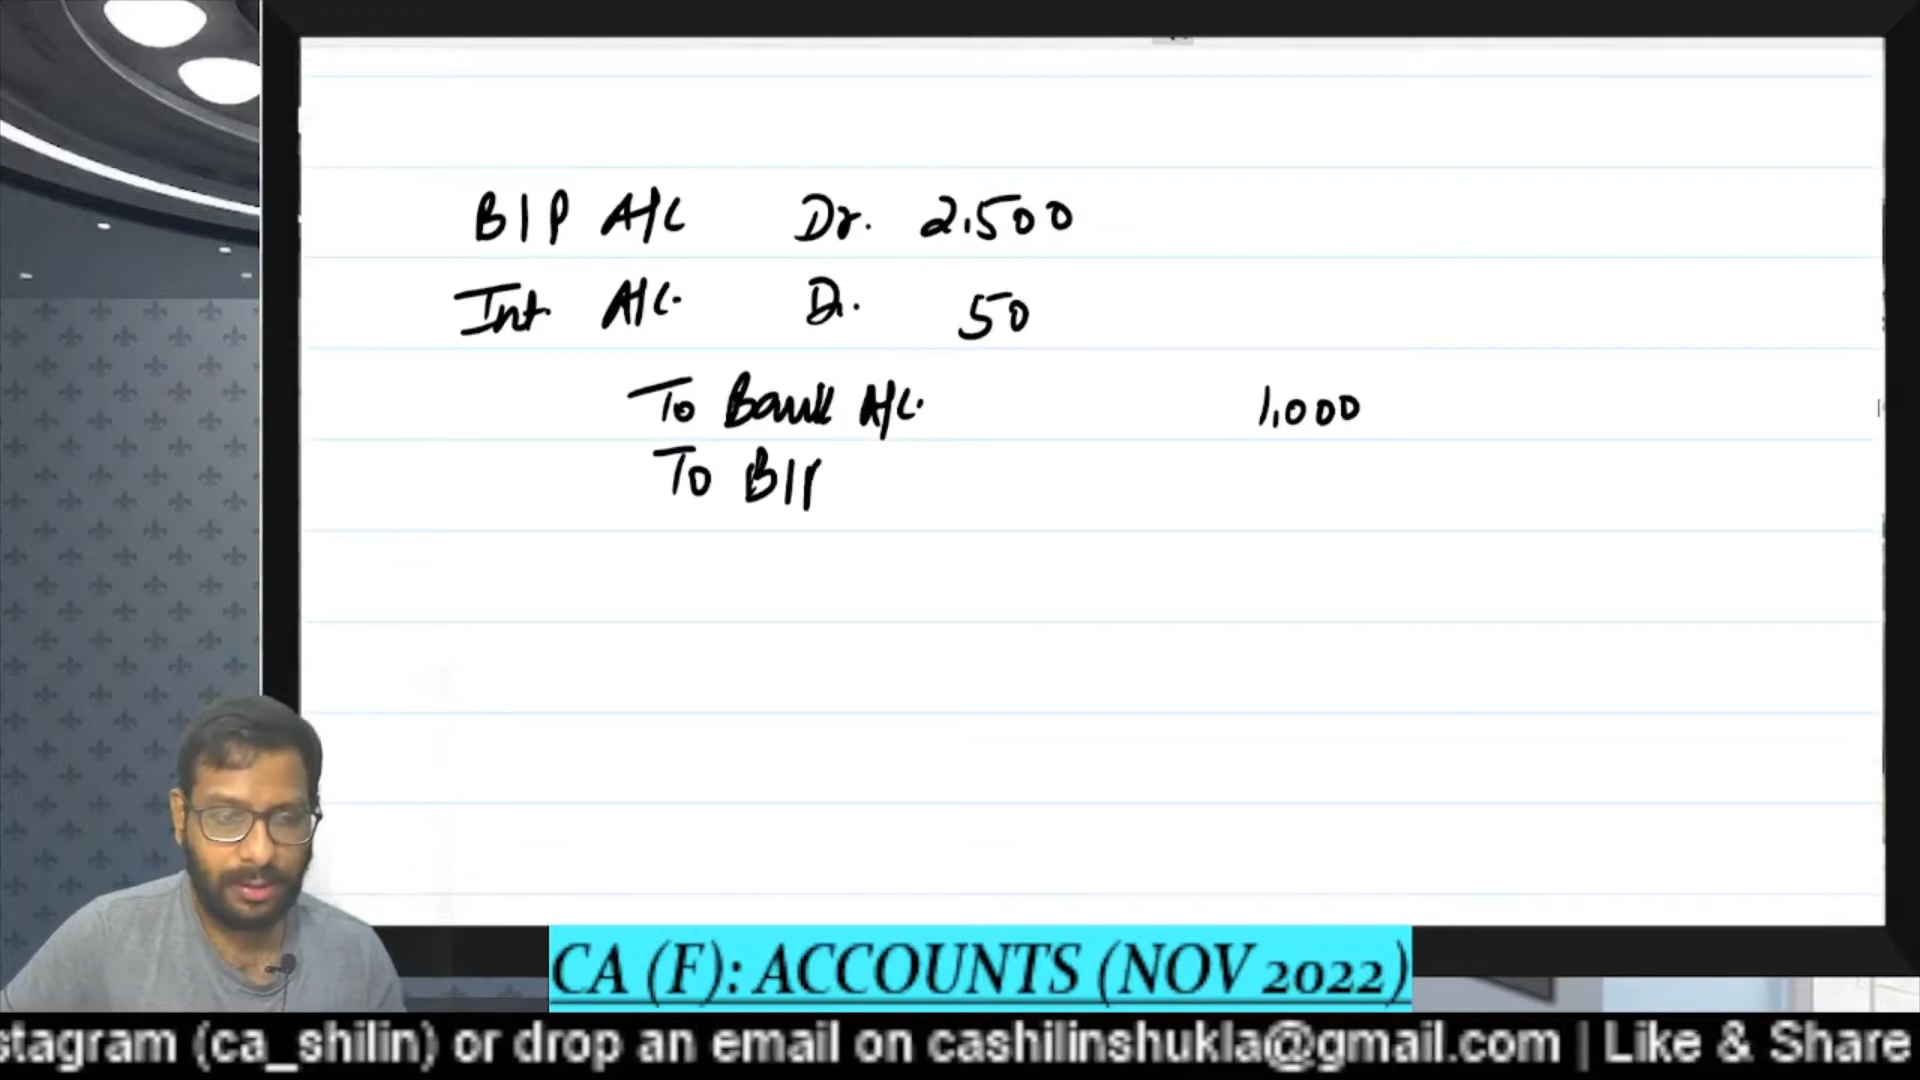 B/P A/C Dr. 2,500
Int A/C. Dr. 50
To Bank A/C. 1,000
To B/P
CA (F): ACCOUNTS (NOV 2022)
stagram (ca_shilin) or drop an email on cashilinshukla@gmail.com | Like & Share